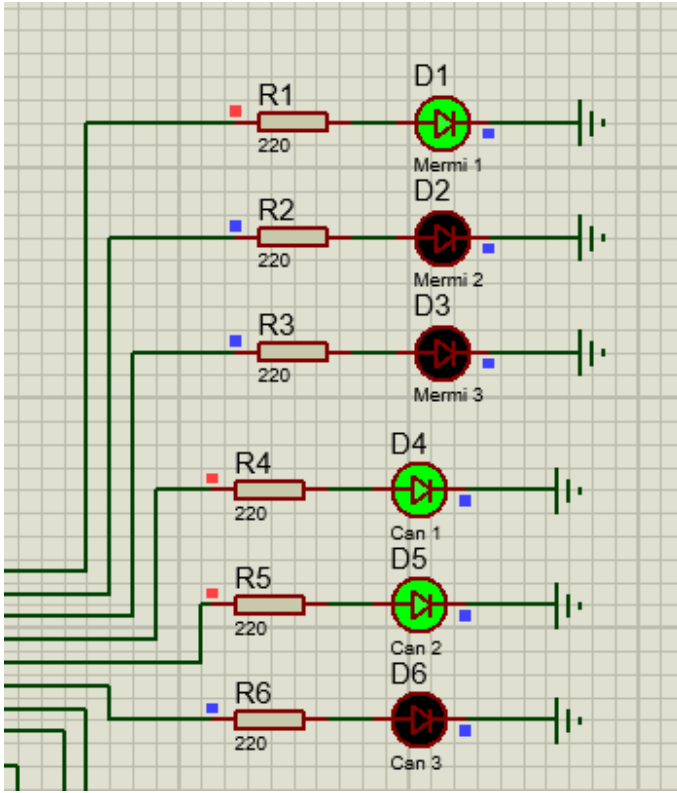 D1
R1
220
Mermi 1
D2
R2
220
Mermi 2
D3
R3
220
Mermi 3
D4
R4
220
Can 1
D5
R5
220
Can 2
D6
R6
220
Can 3